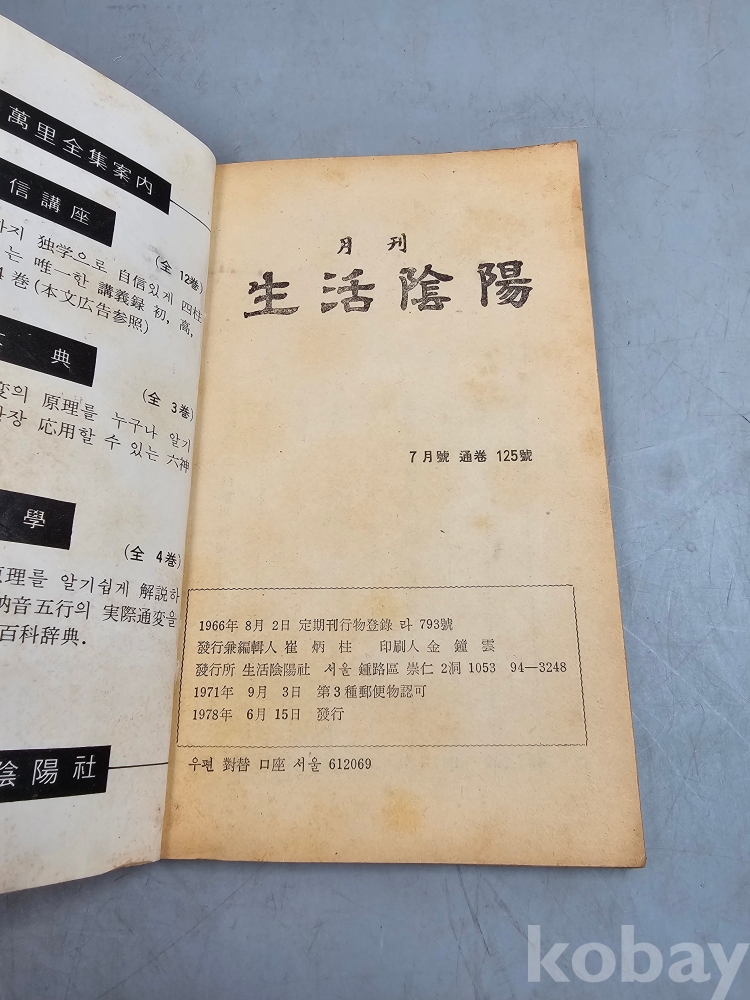 萬里全集案内
信講座
(全 12巻)
独学으로 自信있게 四柱
는 唯一한 講義録 初, 高,
4 巻(本文広告参照)
典
(全 3巻)
変의 原理를 누구나 알기
장 応用할 수 있는 六神
學
(全 4巻)
原理를 알기쉽게 解説하
納音五行의 実際通変을
百科辞典.
陰陽社
月刊
生活陰陽
7月號 通卷 125號
1966年 8月 2日 定期刊行物登錄 라 793號
發行兼編輯人 崔炳柱 印刷人 金鐘雲
發行所 生活陰陽社 서울 鍾路區 崇仁 2洞 1053 94—3248
1971年 9月 3日 第3種郵便物認可
1978年 6月 15日 發行
우편 對替 口座 서울 612069
kobay